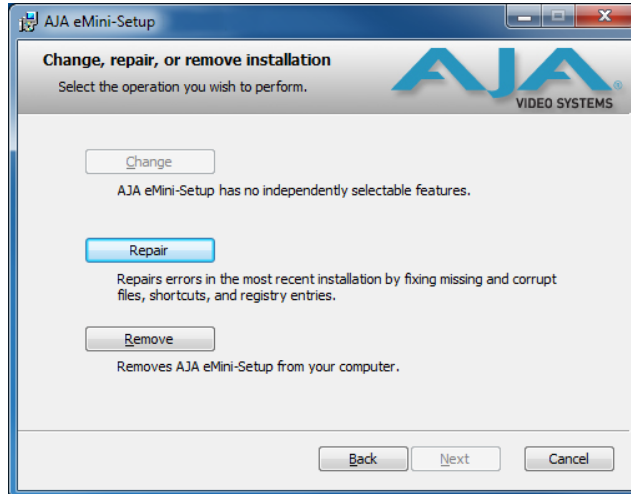 AJA eMini-Setup
Change, repair, or remove installation
Select the operation you wish to perform.
AJA®
VIDEO SYSTEMS
Change
AJA eMini-Setup has no independently selectable features.
Repair
Repairs errors in the most recent installation by fixing missing and corrupt
files, shortcuts, and registry entries.
Remove
Removes AJA eMini-Setup from your computer.
Back
Next
Cancel